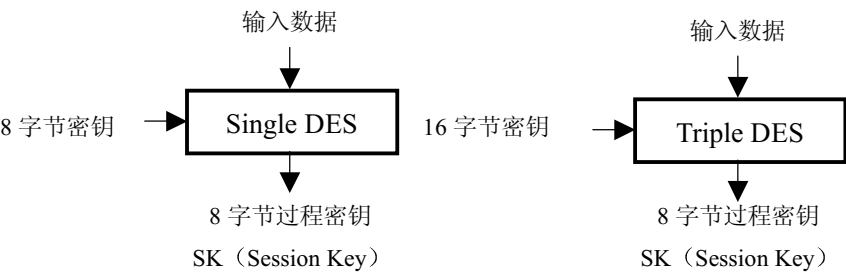 输入数据
8 字节密钥
Single DES
8 字节过程密钥
SK（Session Key）
输入数据
16 字节密钥
Triple DES
8 字节过程密钥
SK（Session Key）